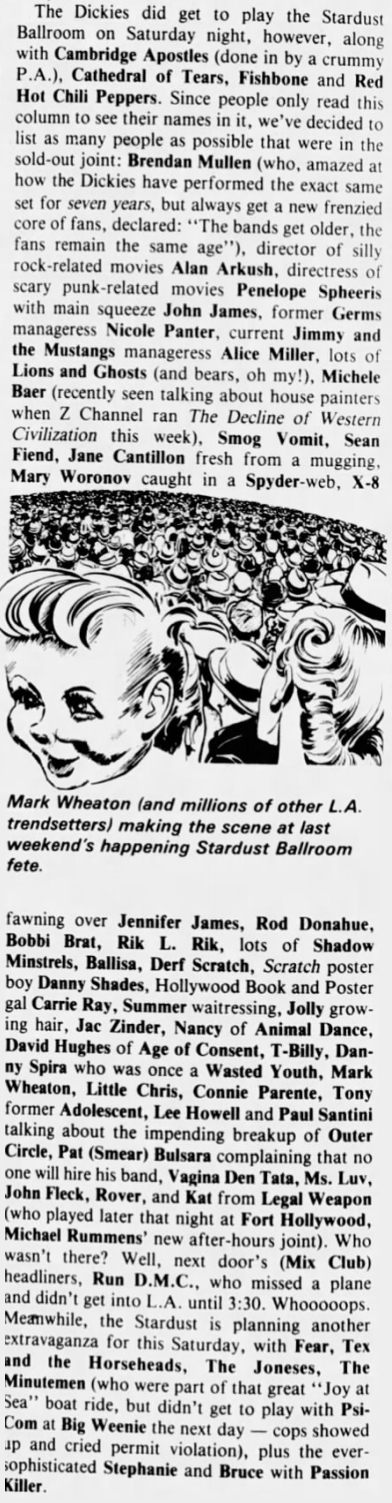 The Dickies did get to play the Stardust
Ballroom on Saturday night, however, along
with Cambridge Apostles (done in by a crummy
P.A.), Cathedral of Tears, Fishbone and Red
Hot Chili Peppers. Since people only read this
column to see their names in it, we've decided to
list as many people as possible that were in the
sold-out joint: Brendan Mullen (who, amazed at
how the Dickies have performed the exact same
set for seven years, but always get a new frenzied
core of fans, declared: "The bands get older, the
fans remain the same age"), director of silly
rock-related movies Alan Arkush, directress of
scary punk-related movies Penelope Spheeris
with main squeeze John James, former Germs
manageress Nicole Panter, current Jimmy and
the Mustangs manageress Alice Miller, lots of
Lions and Ghosts (and bears, oh my!), Michele
Baer (recently seen talking about house painters
when Z Channel ran The Decline of Western
Civilization this week), Smog Vomit, Sean
Fiend, Jane Cantillon fresh from a mugging,
Mary Woronov caught in a Spyder-web, X-8
Mark Wheaton (and millions of other L.A.
trendsetters) making the scene at last
weekend's happening Stardust Ballroom
fete.
fawning over Jennifer James, Rod Donahue,
Bobbi Brat, Rik L. Rik, lots of Shadow
Minstrels, Ballisa, Derf Scratch, Scratch poster
boy Danny Shades, Hollywood Book and Poster
gal Carrie Ray, Summer waitressing, Jolly grow-
ing hair, Jac Zinder, Nancy of Animal Dance,
David Hughes of Age of Consent, T-Billy, Dan-
ny Spira who was once a Wasted Youth, Mark
Wheaton, Little Chris, Connie Parente, Tony
former Adolescent, Lee Howell and Paul Santini
talking about the impending breakup of Outer
Circle, Pat (Smear) Bulsara complaining that no
one will hire his band, Vagina Den Tata, Ms. Luv,
John Fleck, Rover, and Kat from Legal Weapon
(who played later that night at Fort Hollywood,
Michael Rummens' new after-hours joint). Who
wasn't there? Well, next door's (Mix Club)
headliners, Run D.M.C., who missed a plane
and didn't get into L.A. until 3:30. Whooooops.
Meanwhile, the Stardust is planning another
extravaganza for this Saturday, with Fear, Tex
and the Horseheads, The Joneses, The
Minutemen (who were part of that great "Joy at
Sea" boat ride, but didn't get to play with Psi-
Com at Big Weenie the next day — cops showed
up and cried permit violation), plus the ever-
sophisticated Stephanie and Bruce with Passion
Killer.